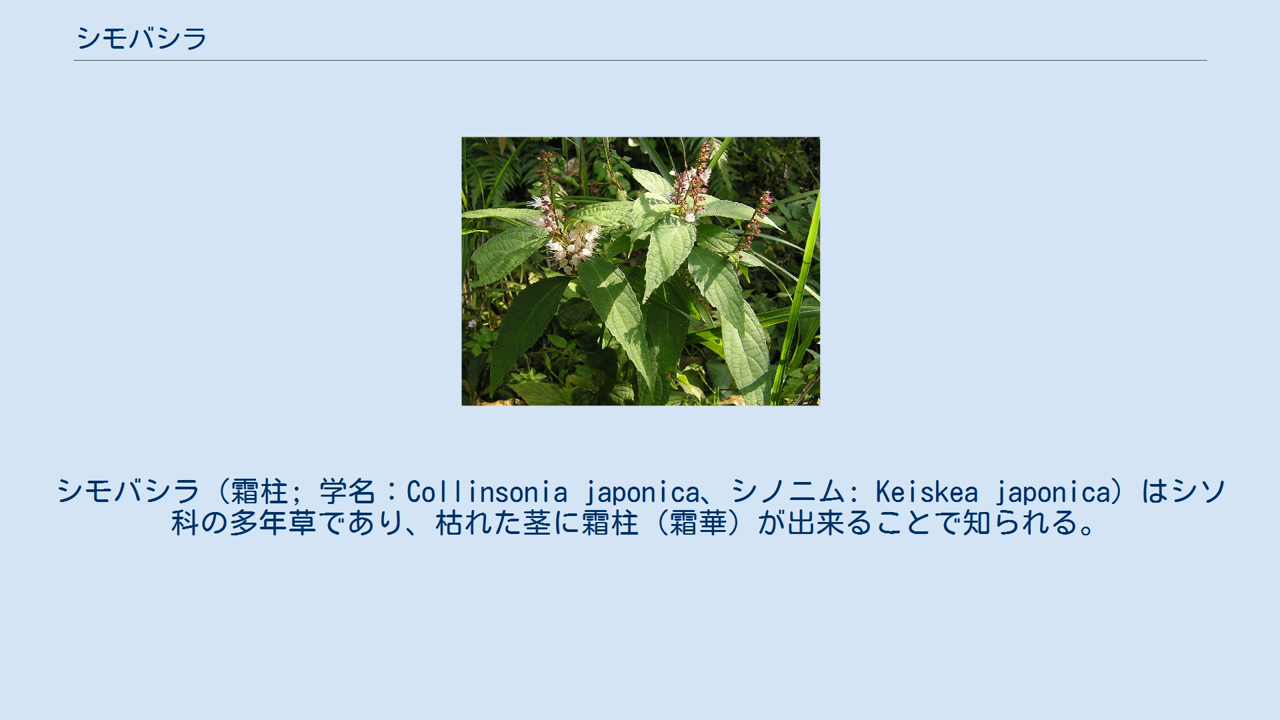 シモバシラ
シモバシラ（霜柱; 学名：Collinsonia japonica、シノニム: Keiskea japonica）はシソ
科の多年草であり、枯れた茎に霜柱（霜華）が出来ることで知られる。